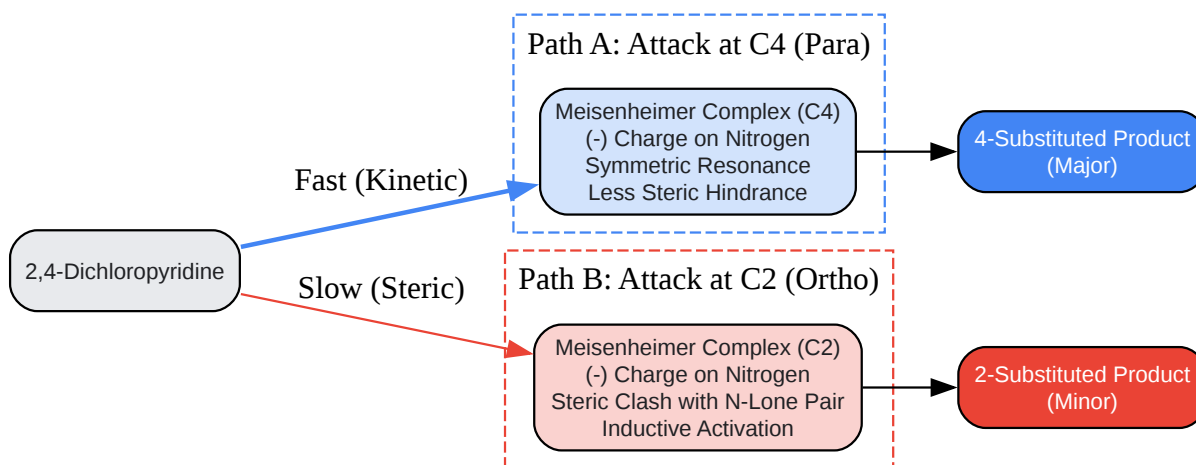 Path A: Attack at C4 (Para)
Meisenheimer Complex (C4)
(-) Charge on Nitrogen
Symmetric Resonance
Less Steric Hindrance
4-Substituted Product
(Major)
Fast (Kinetic)
2,4-Dichloropyridine
Slow (Steric)
Path B: Attack at C2 (Ortho)
Meisenheimer Complex (C2)
(-) Charge on Nitrogen
Steric Clash with N-Lone Pair
Inductive Activation
2-Substituted Product
(Minor)